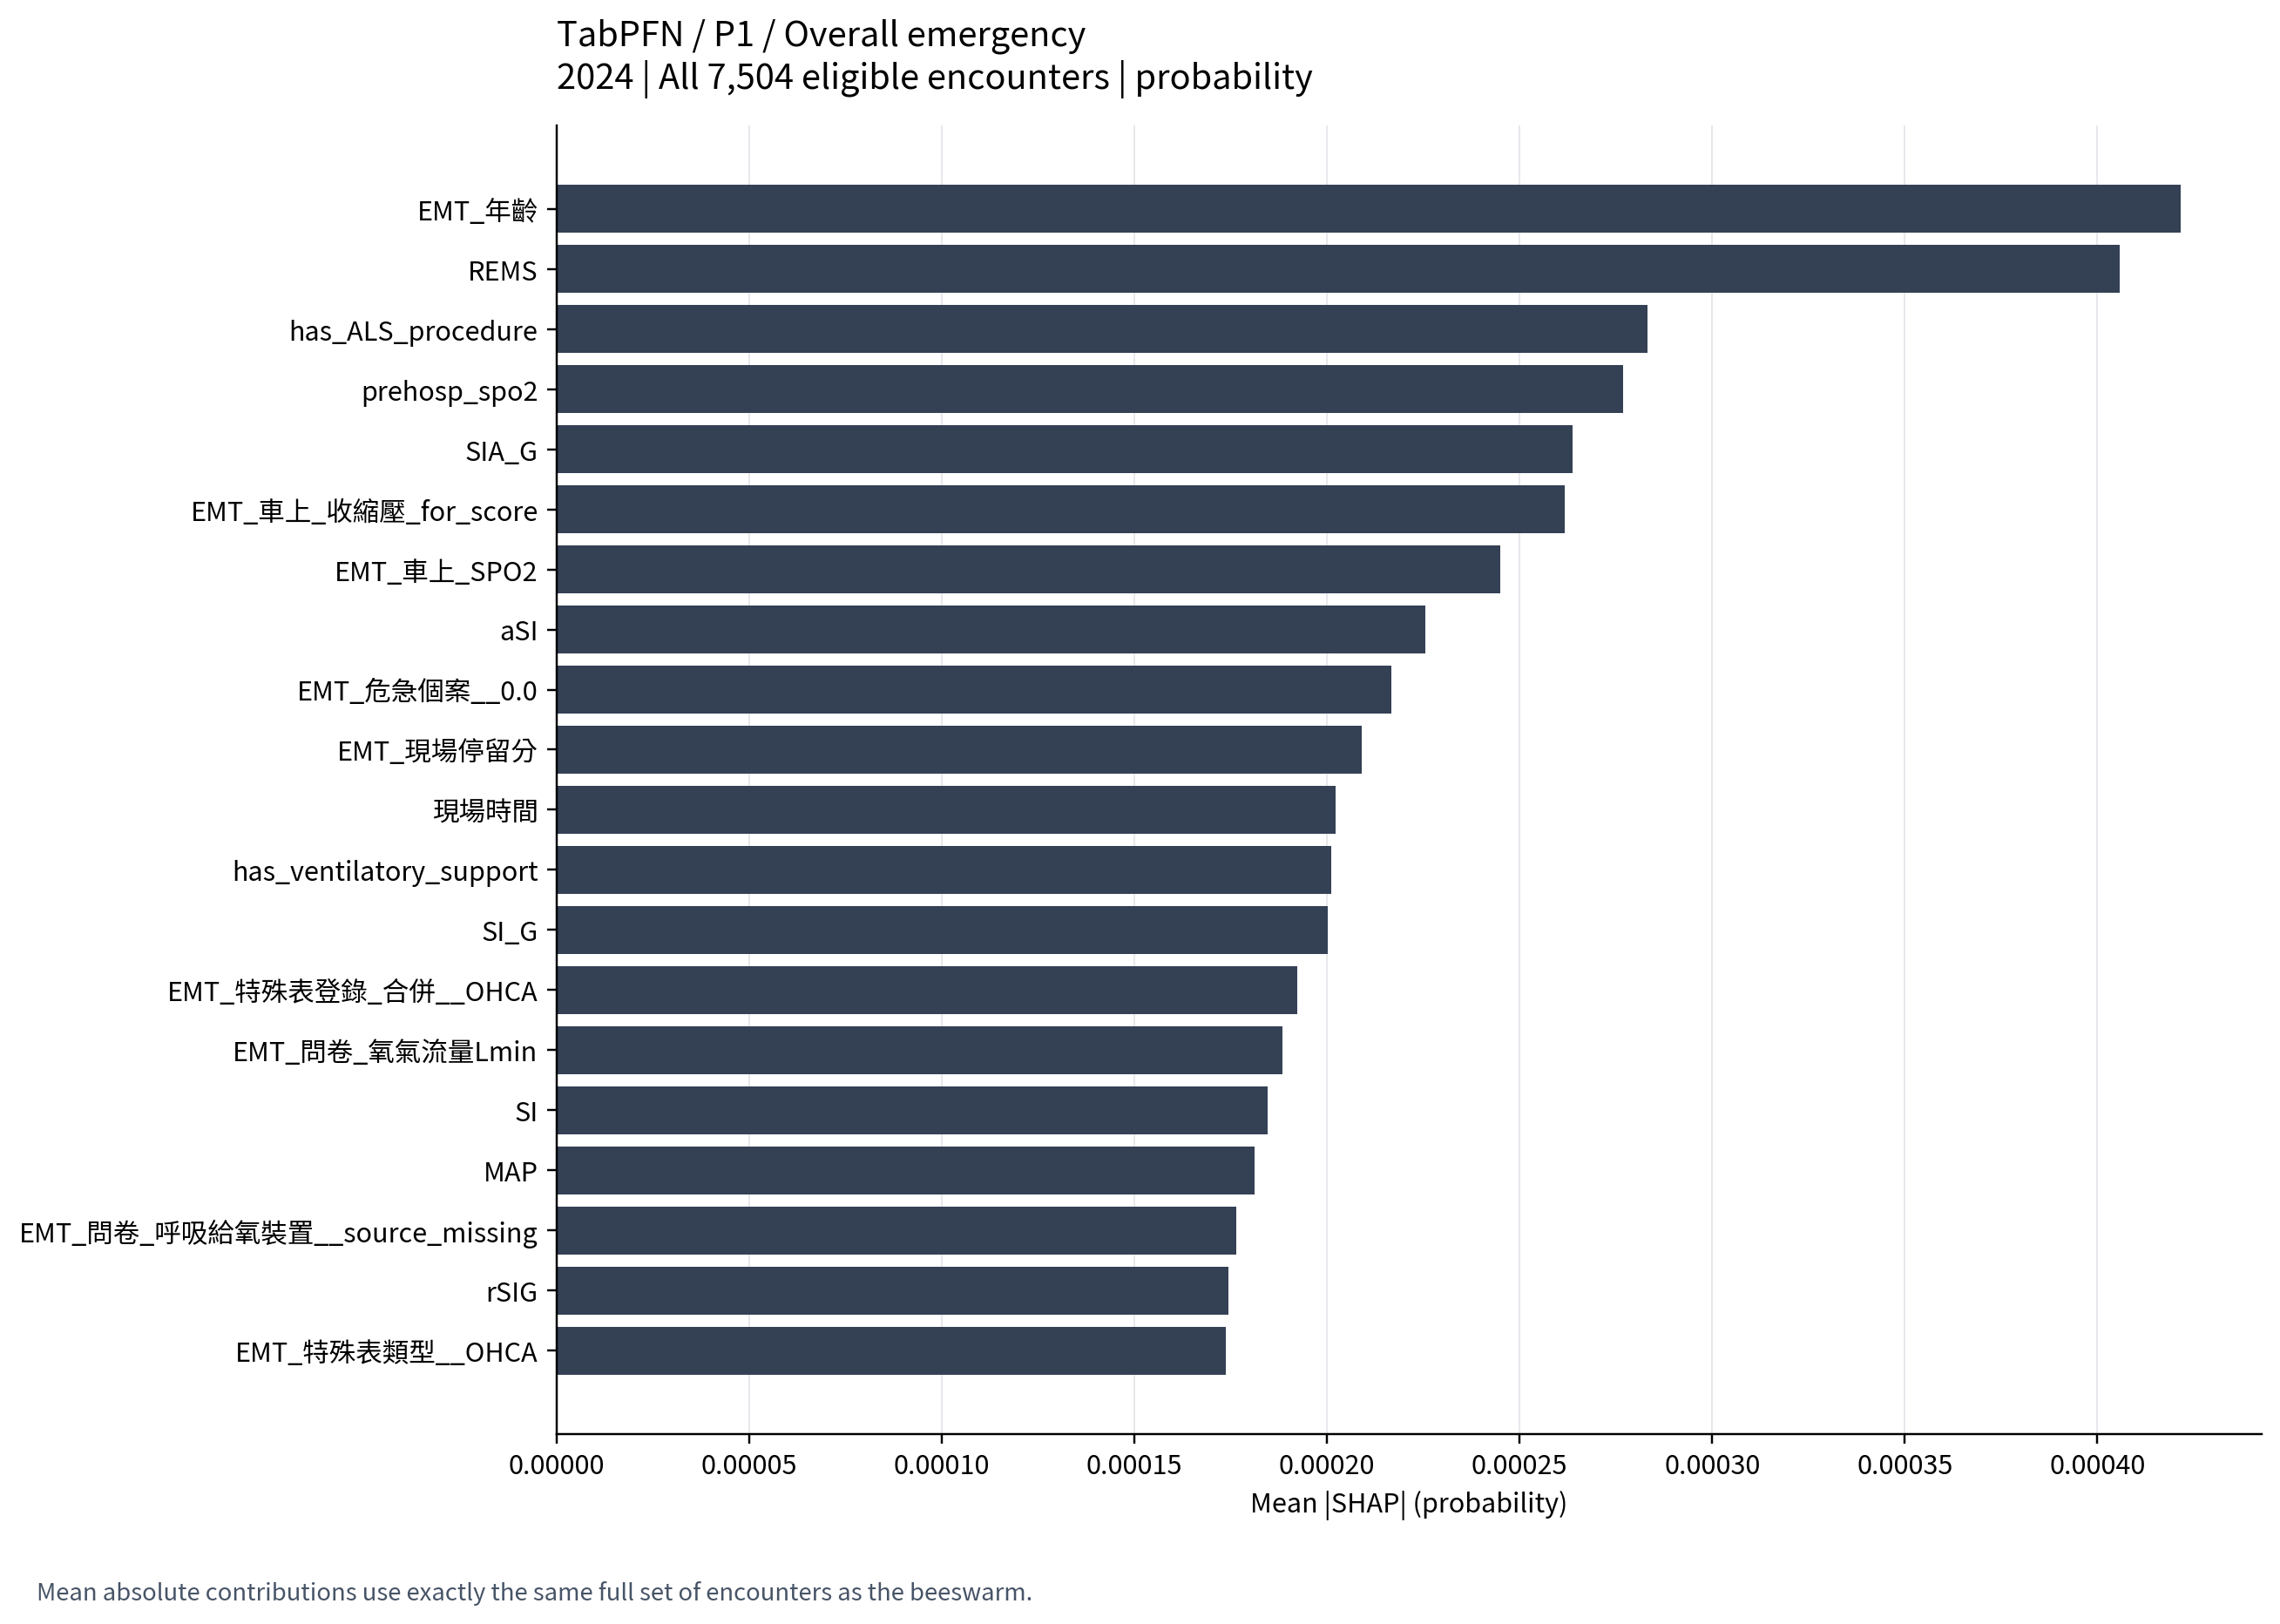 TabPFN / P1 / Overall emergency
2024 | All 7,504 eligible encounters | probability
EMT_年齡
REMS
has_ALS_procedure
prehosp_spo2
SIA_G
EMT_車上_收縮壓_for_score
EMT_車上_SPO2
aSI
EMT_危急個案__0.0
EMT_現場停留分
現場時間
has_ventilatory_support
SI_G
EMT_特殊表登錄_合併__OHCA
EMT_問卷_氧氣流量Lmin
SI
MAP
EMT_問卷_呼吸給氧裝置__source_missing
rSIG
EMT_特殊表類型__OHCA
0.00000 0.00005 0.00010 0.00015 0.00020 0.00025 0.00030 0.00035 0.00040
Mean |SHAP| (probability)
Mean absolute contributions use exactly the same full set of encounters as the beeswarm.